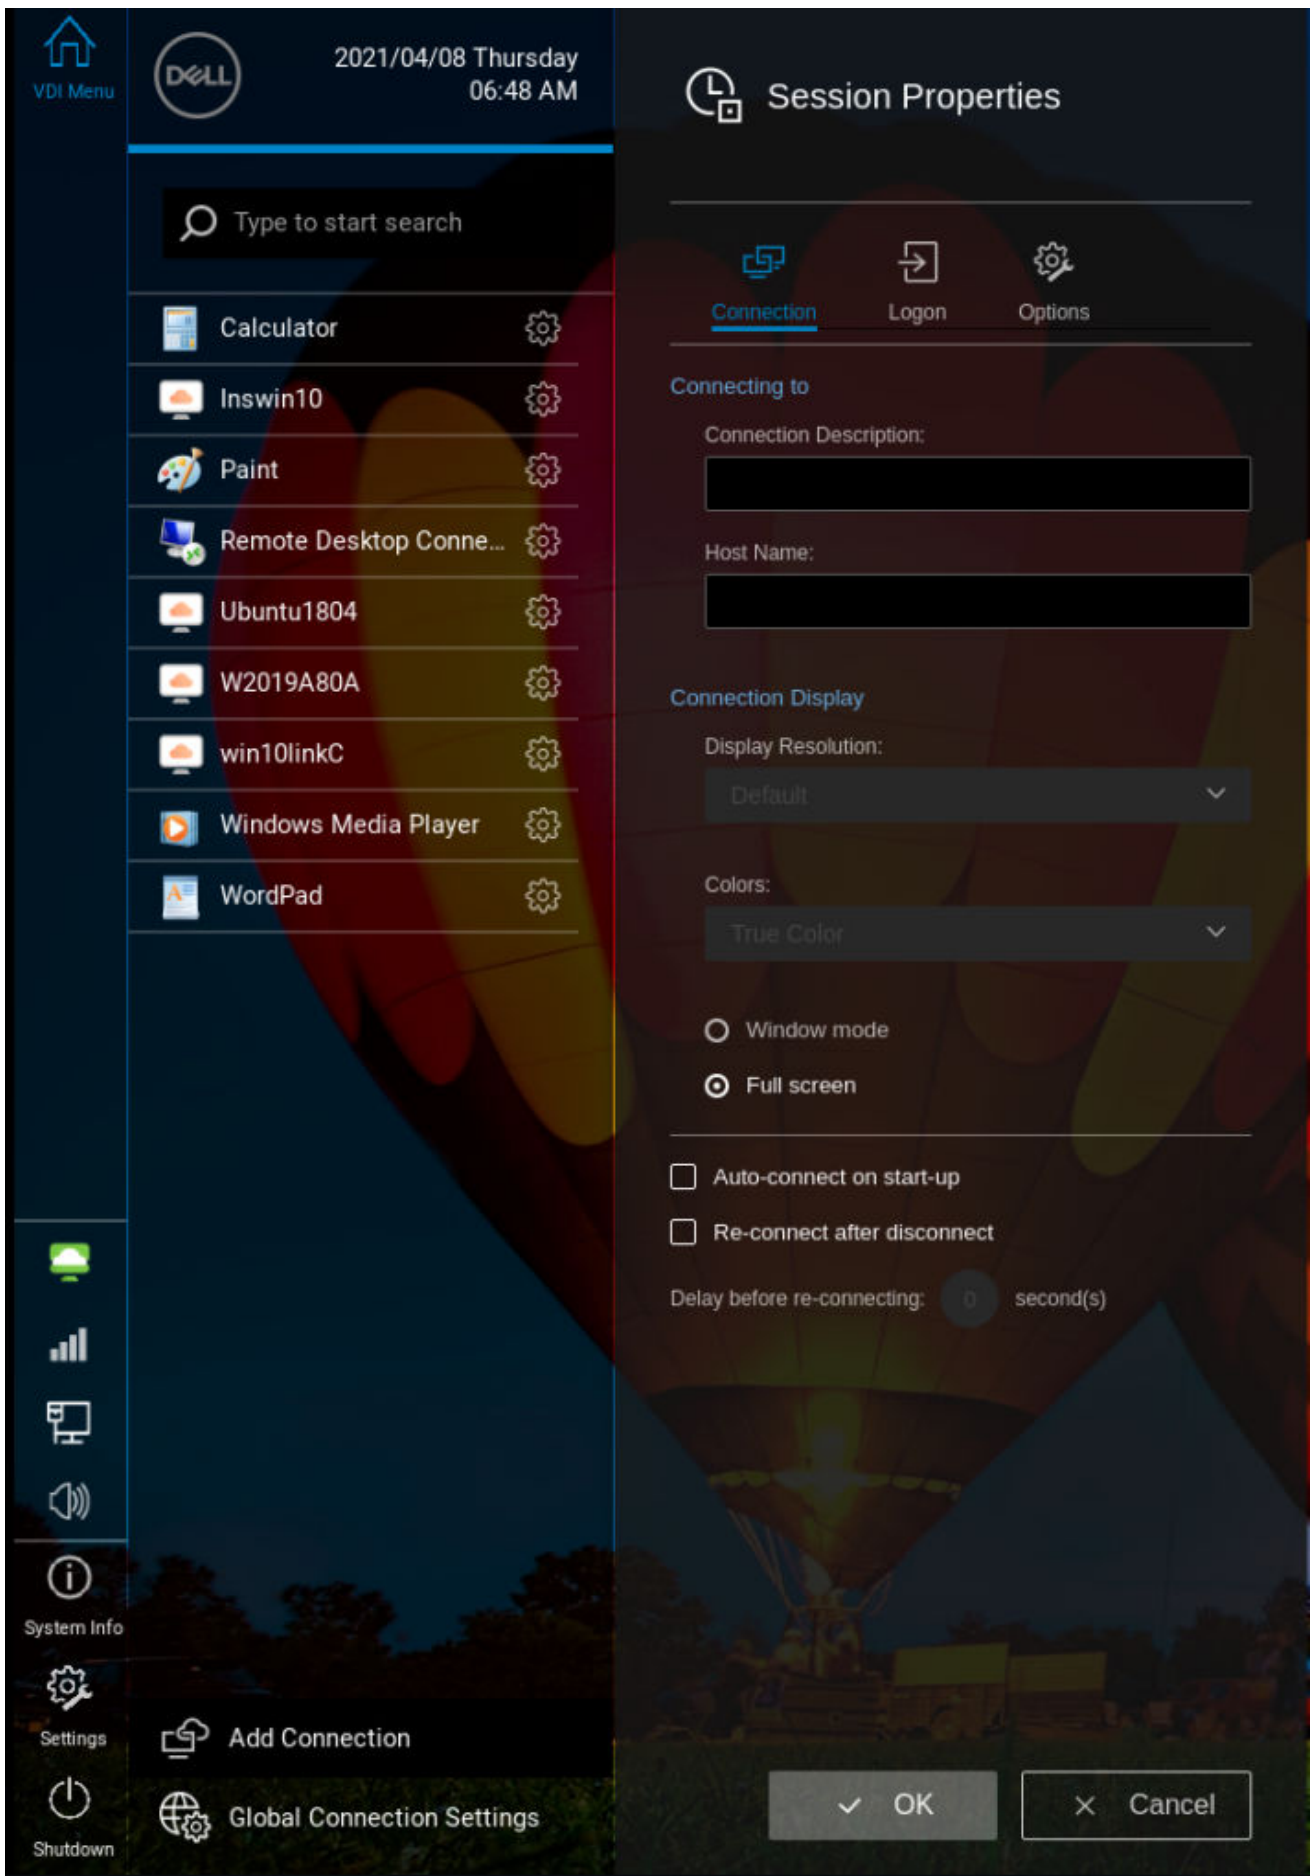 VDI Menu
DELL
2021/04/08 Thursday
06:48 AM
Type to start search
Calculator
Inswin10
Paint
Remote Desktop Conne...
Ubuntu1804
W2019A80A
win10linkC
Windows Media Player
WordPad
System Info
Settings
Shutdown
Add Connection
Global Connection Settings
Session Properties
Connection
Logon
Options
Connecting to
Connection Description:
Host Name:
Connection Display
Display Resolution:
Default
Colors:
True Color
Window mode
Full screen
Auto-connect on start-up
Re-connect after disconnect
Delay before re-connecting: 0 second(s)
OK
Cancel